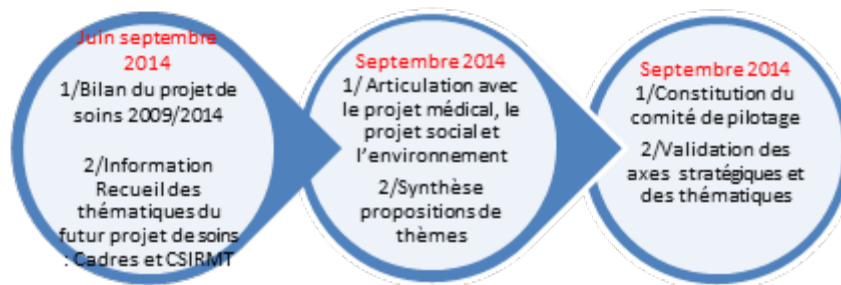 Juin septembre
2014
1/Bilan du projet de
soins 2009/2014
2/Information
Recueil des
thématiques du
futur projet de soins
: Cadres et CSIRMT
Septembre 2014
1/ Articulation avec
le projet médical, le
projet social et
l'environnement
2/Synthèse
propositions de
thèmes
Septembre 2014
1/Constitution du
comité de pilotage
2/Validation des
axes stratégiques et
des thématiques